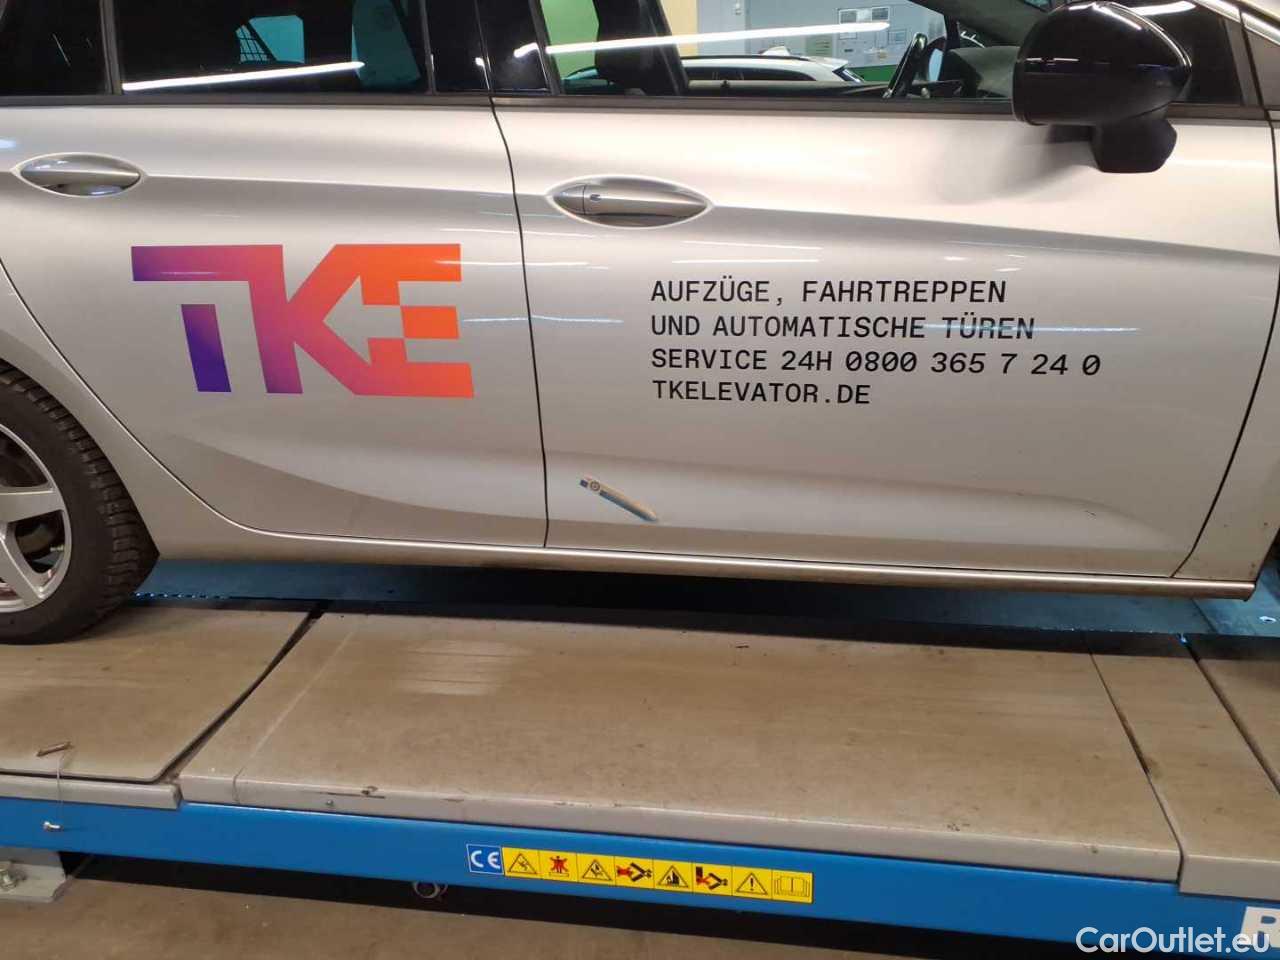 TKE
AUFZÜGE, FAHRTREPPEN
UND AUTOMATISCHE TÜREN
SERVICE 24H 0800 365 7 24 0
TKELEVATOR.DE
CE
CarOutlet.eu